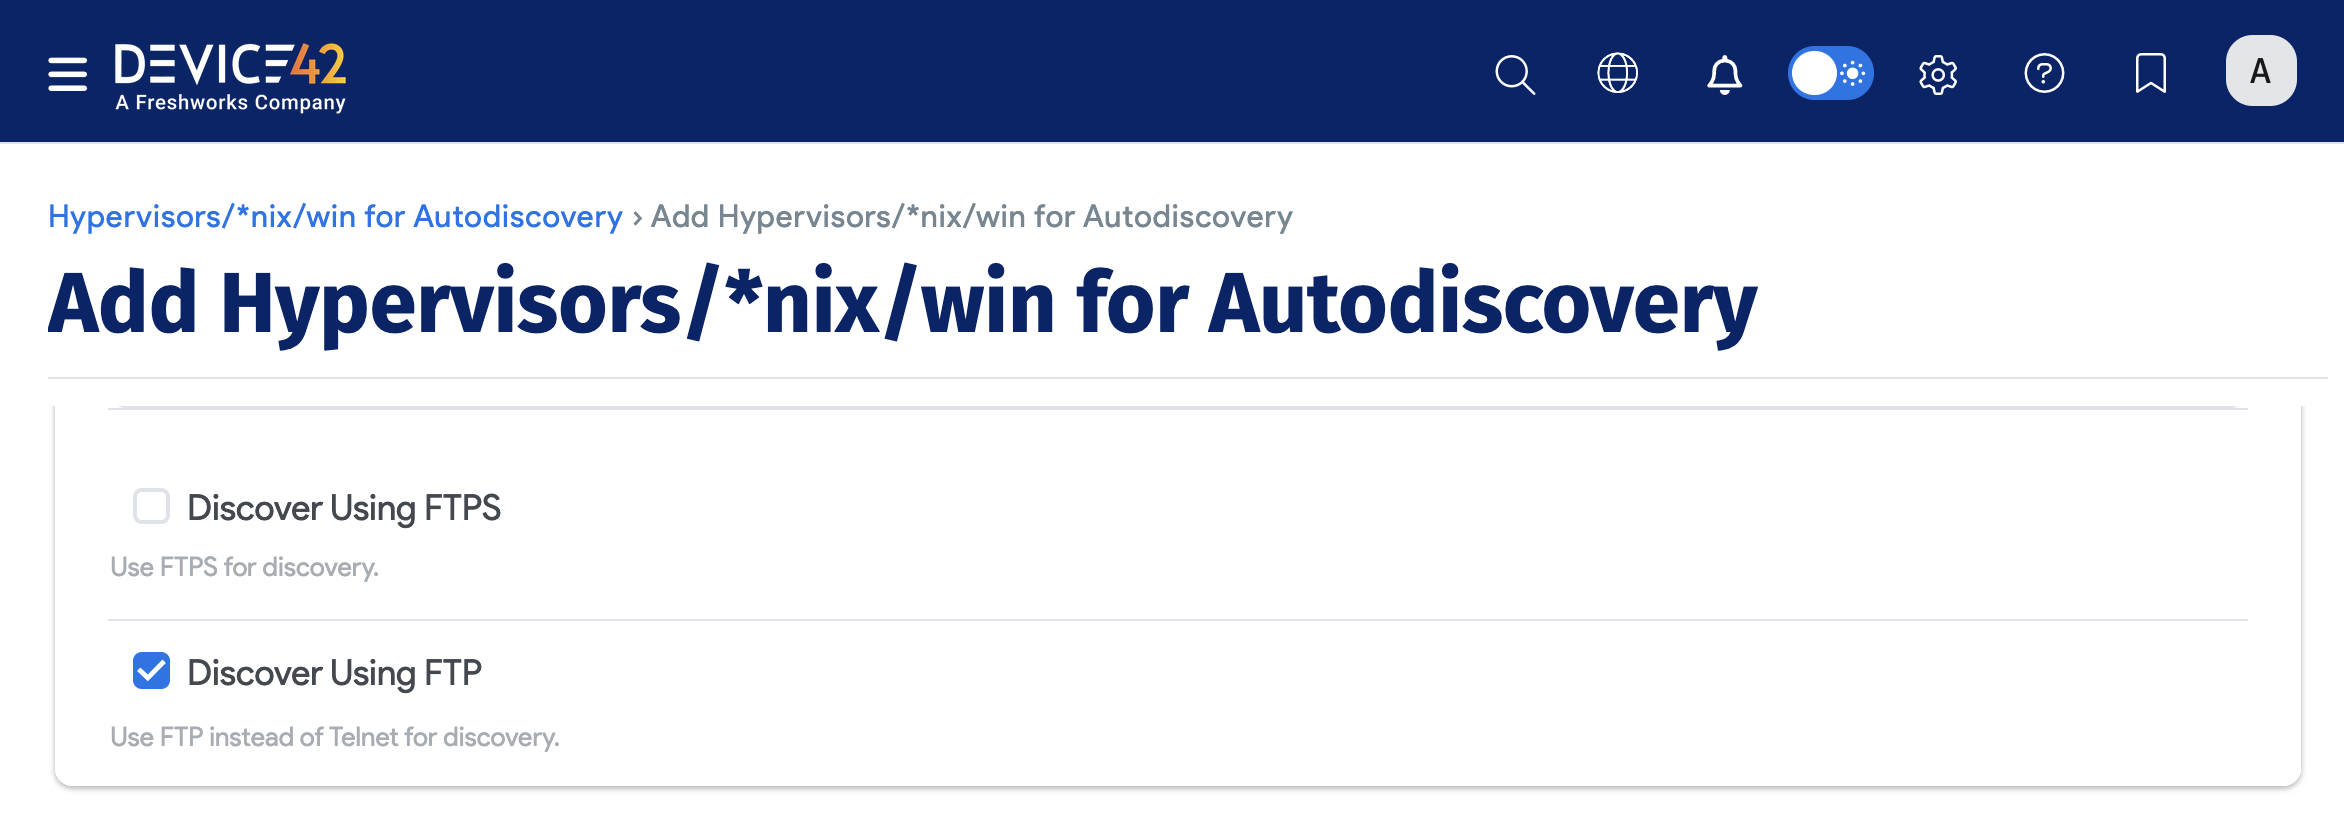 DEVICE42
A Freshworks Company
A
Hypervisors/*nix/win for Autodiscovery › Add Hypervisors/*nix/win for Autodiscovery
Add Hypervisors/*nix/win for Autodiscovery
Discover Using FTPS
Use FTPS for discovery.
Discover Using FTP
Use FTP instead of Telnet for discovery.